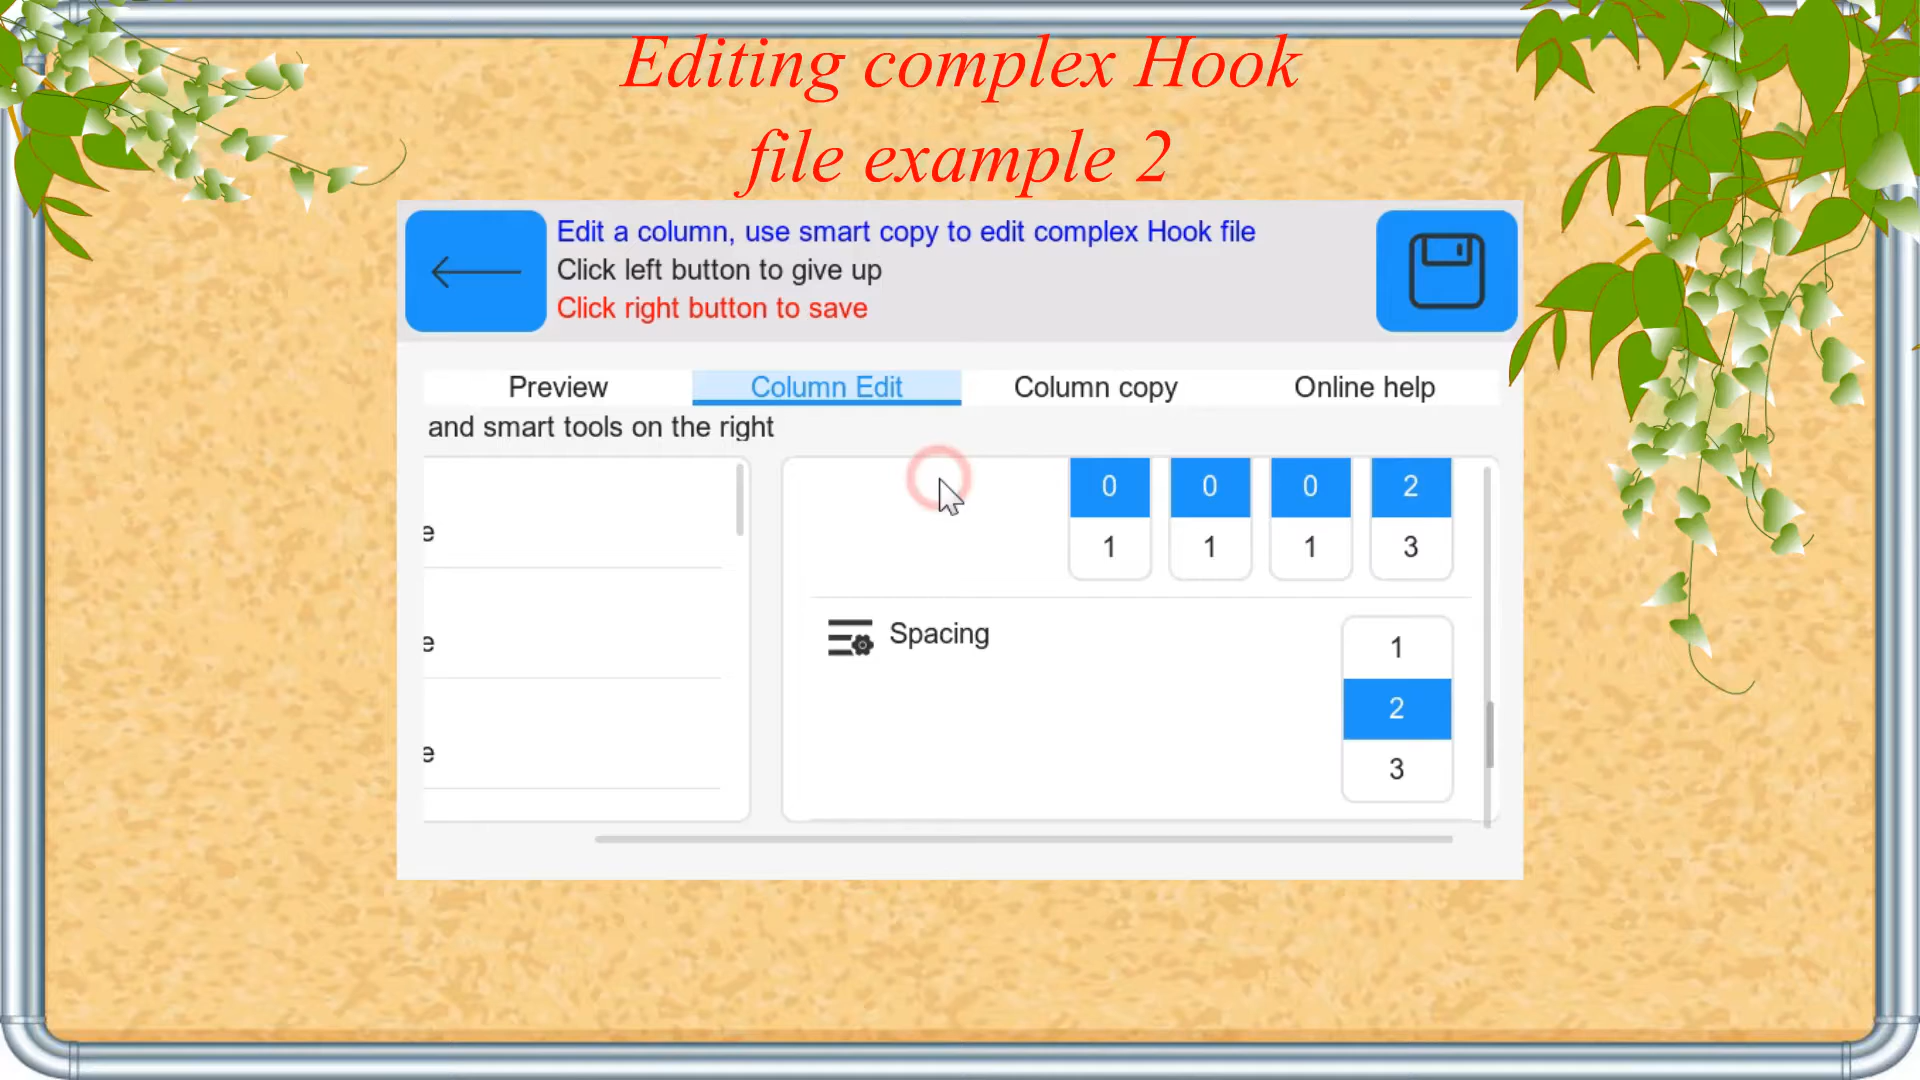 Editing complex Hook
file example 2
Edit a column, use smart copy to edit complex Hook file
Click left button to give up
Click right button to save
Preview Column Edit Column copy Online help
and smart tools on the right
0 0 0 2
e
1 1 1 3
Spacing
1
e
2
e
3